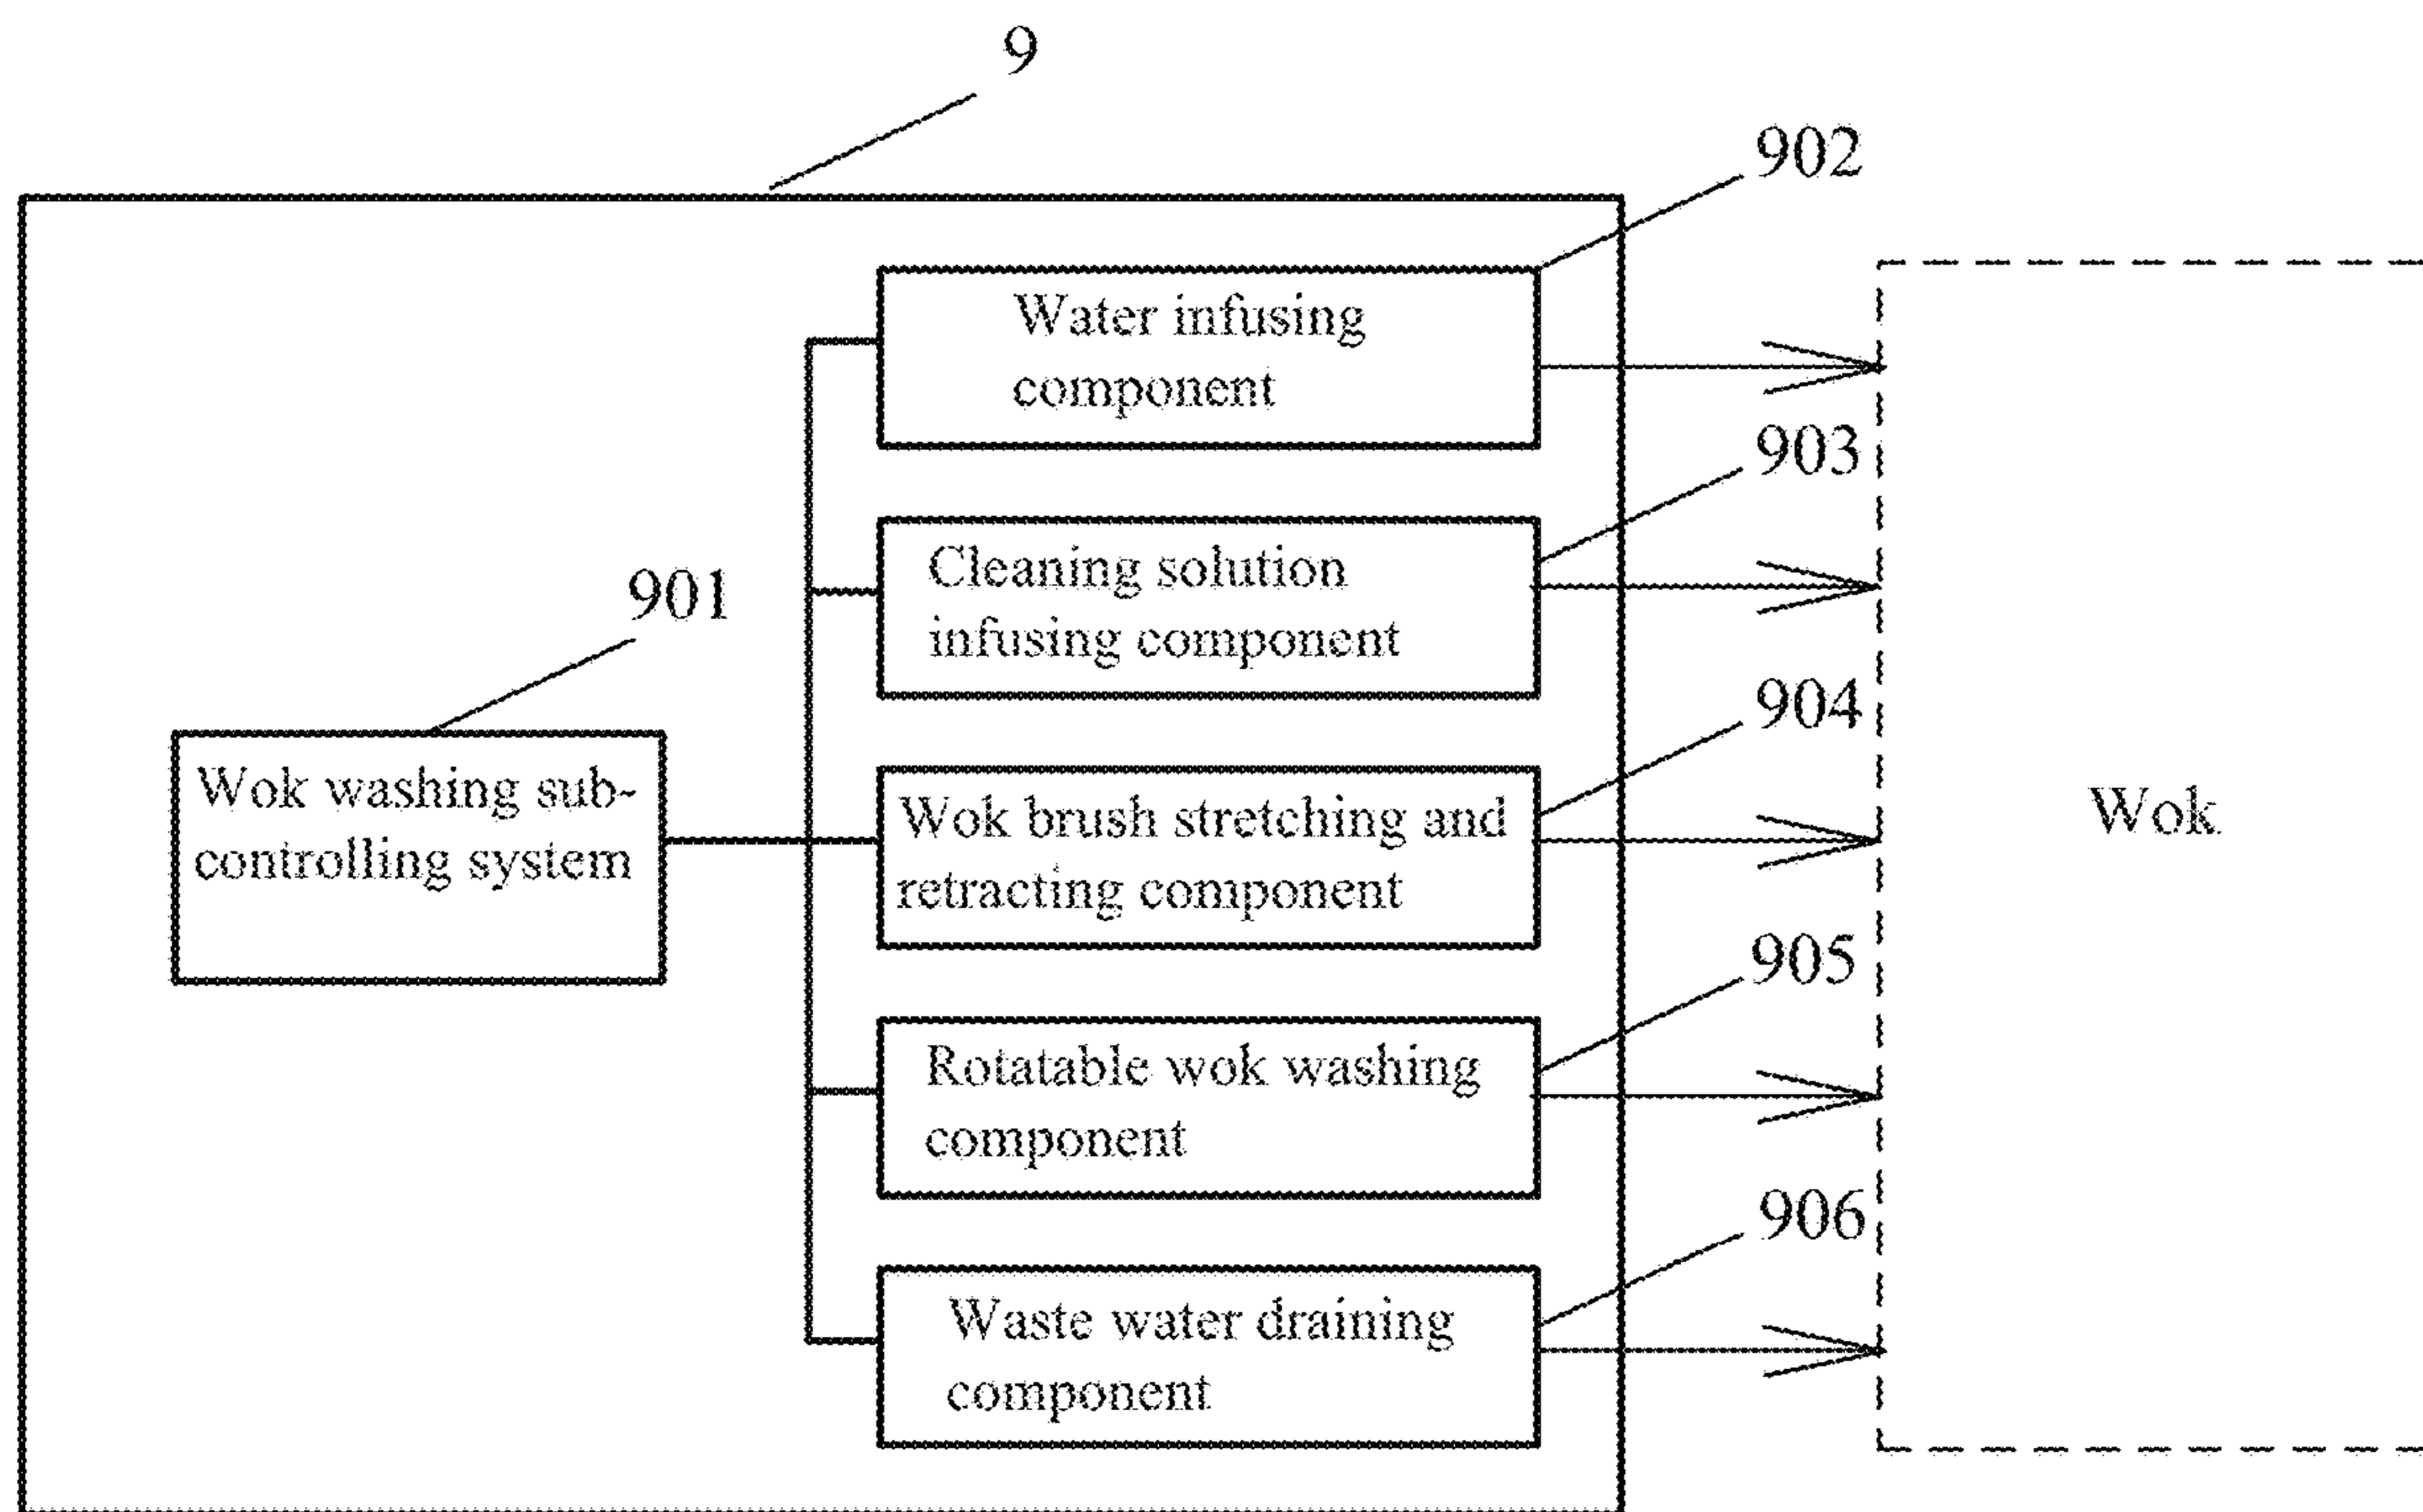 9
902
Water infusing
component
903
Cleaning solution
infusing component
901
904
Wok washing sub-
controlling system
Wok brush stretching and
retracting component
Wok
905
Rotatable wok washing
component
906
Waste water draining
component